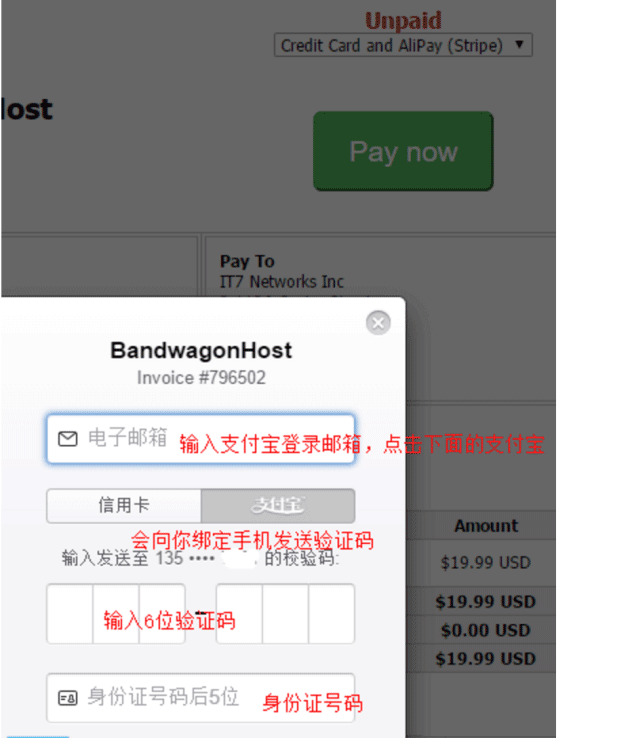 Unpaid
Credit Card and AliPay (Stripe)
Host
Pay now
Pay To
IT7 Networks Inc
BandwagonHost
Invoice #796502
电子邮箱
输入支付宝登录邮箱，点击下面的支付宝
信用卡 支付宝
会向你绑定手机发送验证码
Amount
输入发送至 135 •••• 的校验码:
$19.99 USD
$19.99 USD
输入6位验证码
-
$0.00 USD
$19.99 USD
身份证号码后5位
身份证号码